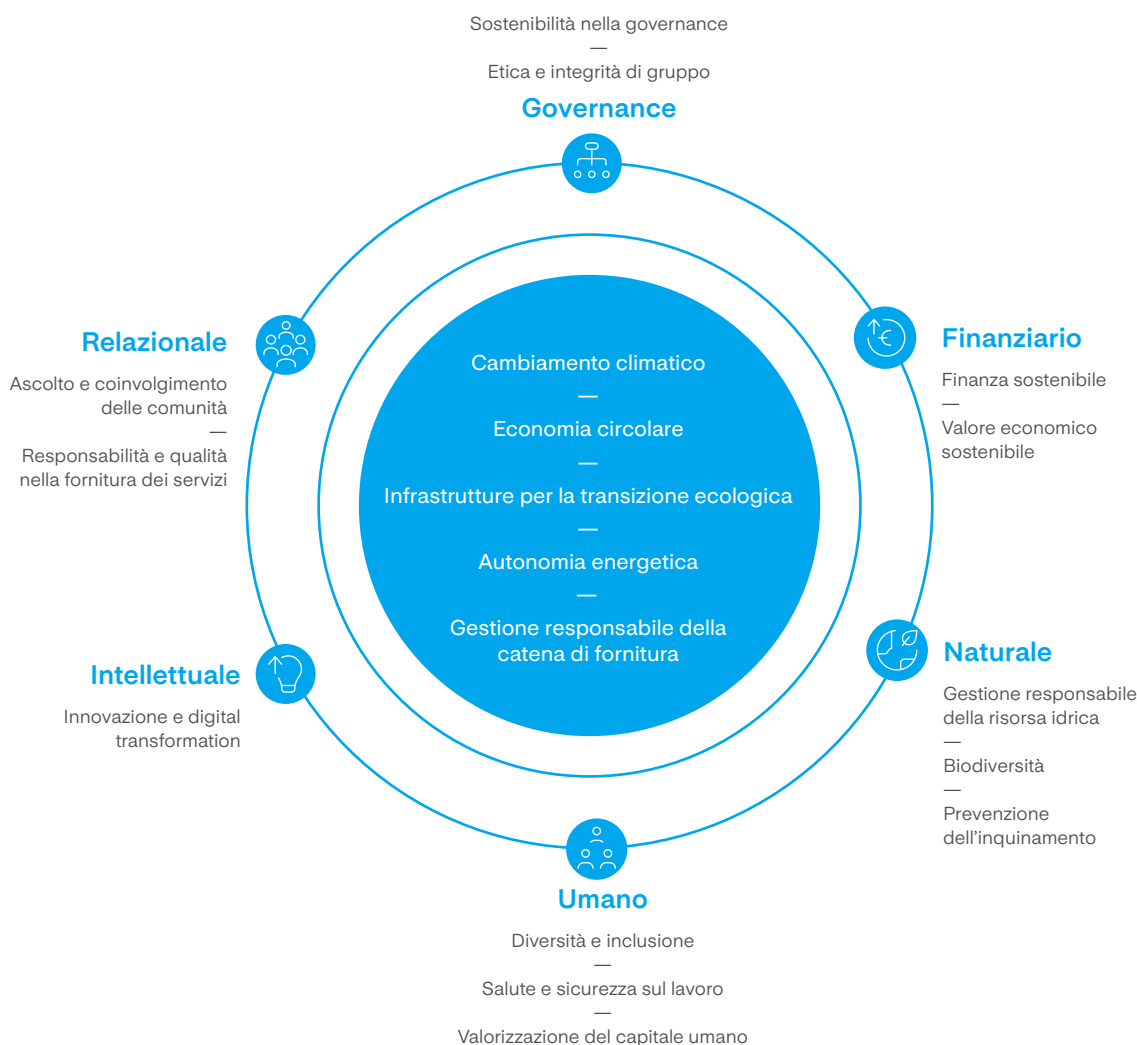 Sostenibilità nella governance
—
Etica e integrità di gruppo
Governance
Relazionale
Ascolto e coinvolgimento
delle comunità
—
Responsabilità e qualità
nella fornitura dei servizi
Finanziario
Finanza sostenibile
—
Valore economico
sostenibile
Cambiamento climatico
—
Economia circolare
—
Infrastrutture per la transizione ecologica
—
Autonomia energetica
—
Gestione responsabile della
catena di fornitura
Intellettuale
Innovazione e digital
transformation
Naturale
Gestione responsabile
della risorsa idrica
—
Biodiversità
—
Prevenzione
dell’inquinamento
Umano
Diversità e inclusione
—
Salute e sicurezza sul lavoro
—
Valorizzazione del capitale umano